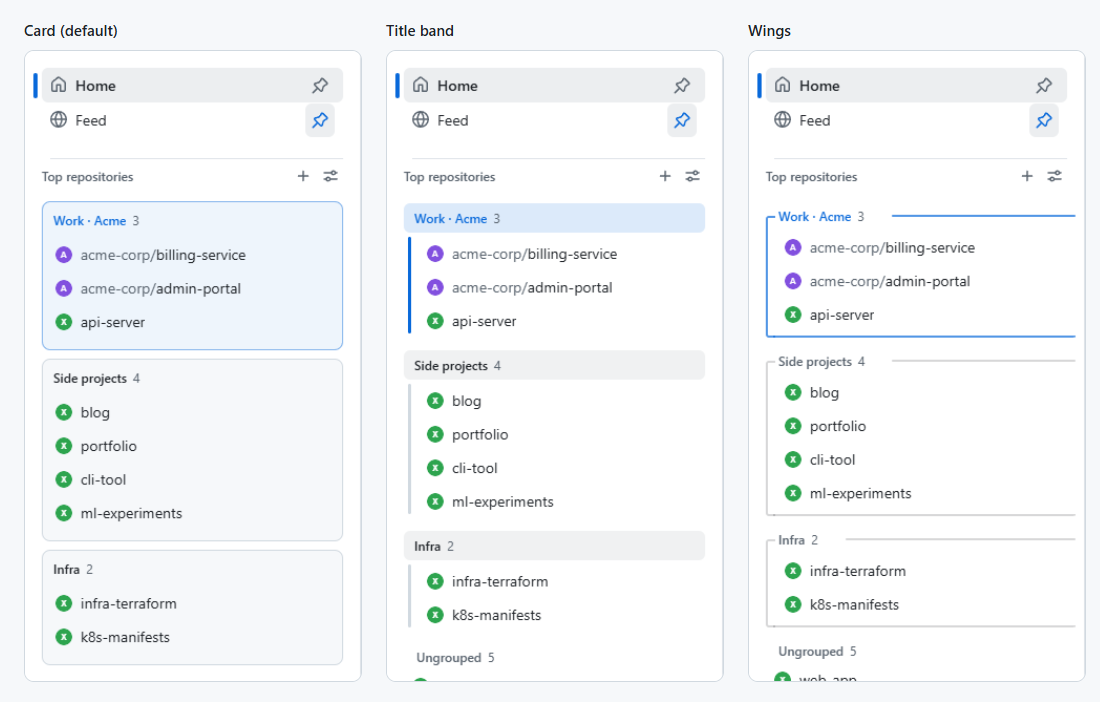 Card (default)
Home
Feed
Top repositories
Work · Acme 3
A acme-corp/billing-service
A acme-corp/admin-portal
X api-server
Side projects 4
X blog
X portfolio
X cli-tool
X ml-experiments
Infra 2
X infra-terraform
X k8s-manifests
Title band
Home
Feed
Top repositories
Work · Acme 3
A acme-corp/billing-service
A acme-corp/admin-portal
X api-server
Side projects 4
X blog
X portfolio
X cli-tool
X ml-experiments
Infra 2
X infra-terraform
X k8s-manifests
Ungrouped 5
Wings
Home
Feed
Top repositories
Work · Acme 3
A acme-corp/billing-service
A acme-corp/admin-portal
X api-server
Side projects 4
X blog
X portfolio
X cli-tool
X ml-experiments
Infra 2
X infra-terraform
X k8s-manifests
Ungrouped 5
X web-app